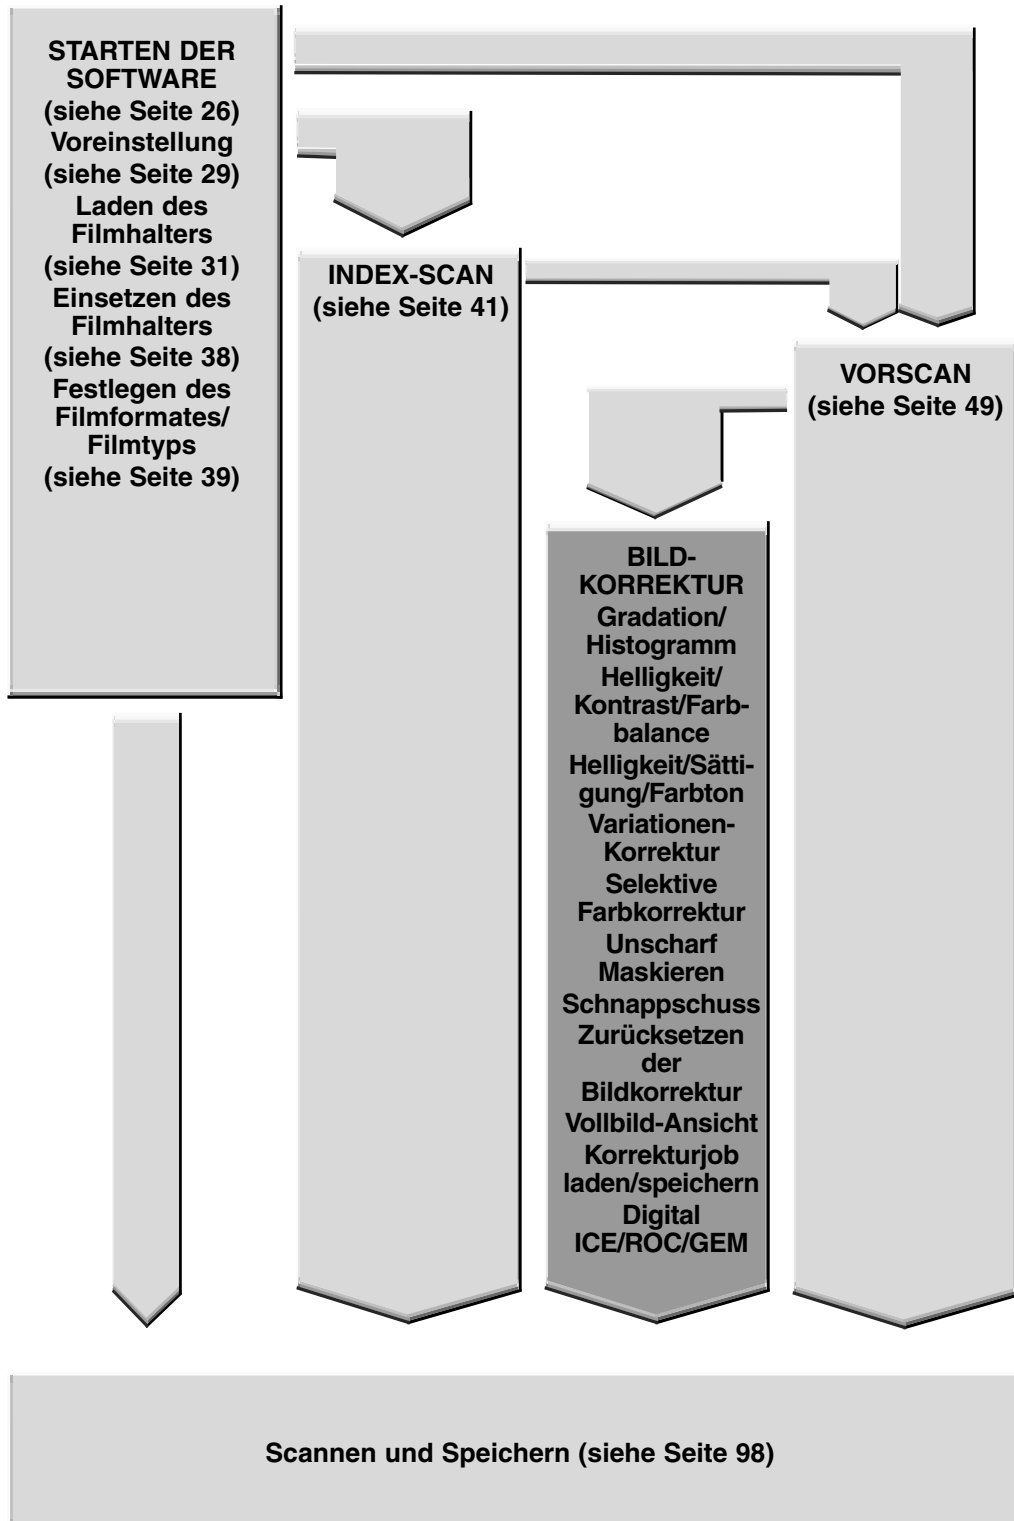 STARTEN DER
SOFTWARE
(siehe Seite 26)
Voreinstellung
(siehe Seite 29)
Laden des
Filmhalters
(siehe Seite 31)
Einsetzen des
Filmhalters
(siehe Seite 38)
Festlegen des
Filmformates/
Filmtyps
(siehe Seite 39)
INDEX-SCAN
(siehe Seite 41)
VORSCAN
(siehe Seite 49)
BILD-
KORREKTUR
Gradation/
Histogramm
Helligkeit/
Kontrast/Farb-
balance
Helligkeit/Sätti-
gung/Farbton
Variationen-
Korrektur
Selektive
Farbkorrektur
Unscharf
Maskieren
Schnappschuss
Zurücksetzen
der
Bildkorrektur
Vollbild-Ansicht
Korrekturjob
laden/speichern
Digital
ICE/ROC/GEM
Scannen und Speichern (siehe Seite 98)